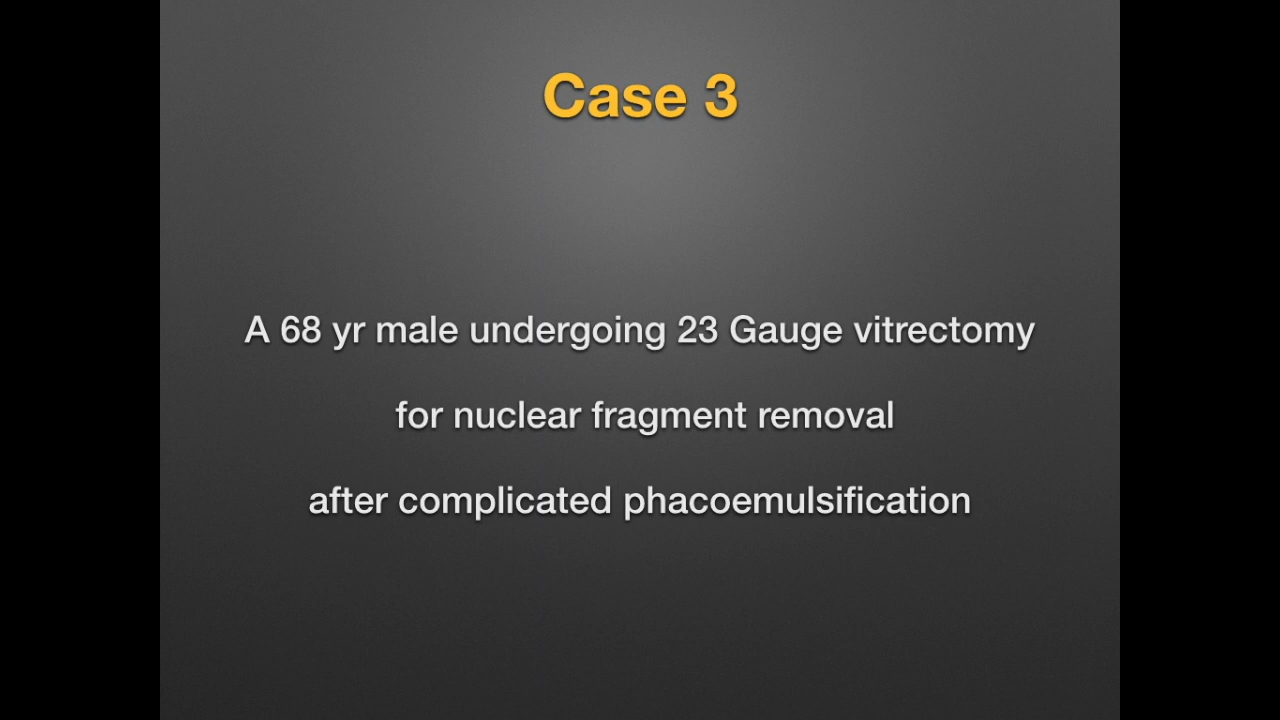 Case 3
A 68 yr male undergoing 23 Gauge vitrectomy
for nuclear fragment removal
after complicated phacoemulsification